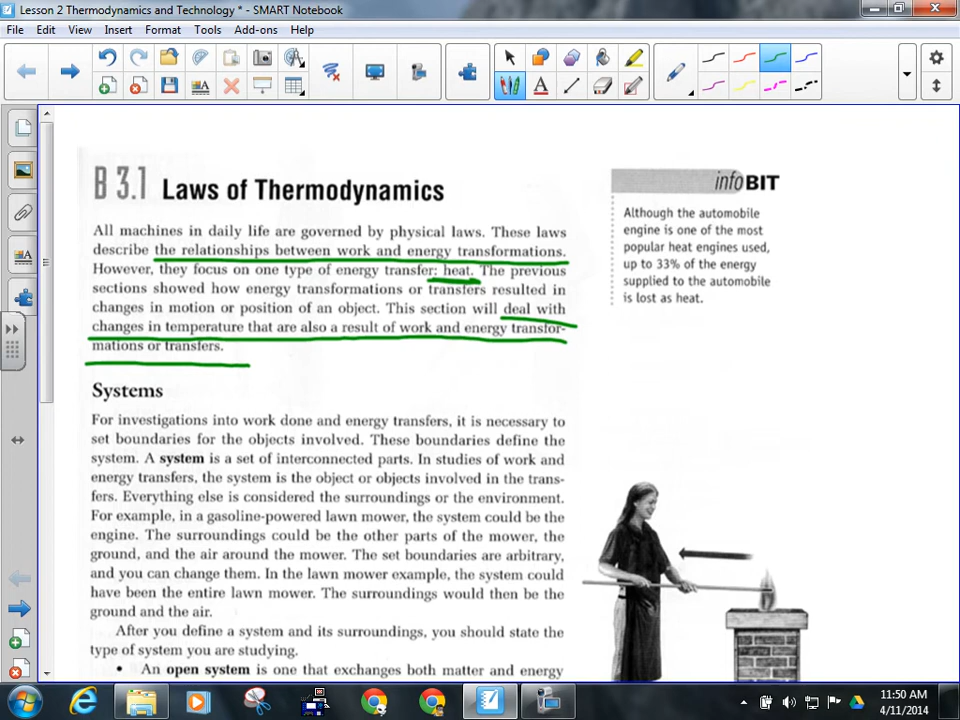 Lesson 2 Thermodynamics and Technology * - SMART Notebook
File Edit View Insert Format Tools Add-ons Help
B 3.1 Laws of Thermodynamics
All machines in daily life are governed by physical laws. These laws
describe the relationships between work and energy transformations.
However, they focus on one type of energy transfer: heat. The previous
sections showed how energy transformations or transfers resulted in
changes in motion or position of an object. This section will deal with
changes in temperature that are also a result of work and energy transfor-
mations or transfers.
Systems
For investigations into work done and energy transfers, it is necessary to
set boundaries for the objects involved. These boundaries define the
system. A system is a set of interconnected parts. In studies of work and
energy transfers, the system is the object or objects involved in the trans-
fers. Everything else is considered the surroundings or the environment.
For example, in a gasoline-powered lawn mower, the system could be the
engine. The surroundings could be the other parts of the mower, the
ground, and the air around the mower. The set boundaries are arbitrary,
and you can change them. In the lawn mower example, the system could
have been the entire lawn mower. The surroundings would then be the
ground and the air.
After you define a system and its surroundings, you should state the
type of system you are studying.
• An open system is one that exchanges both matter and energy
infoBIT
Although the automobile
engine is one of the most
popular heat engines used,
up to 33% of the energy
supplied to the automobile
is lost as heat.
11:50 AM
4/11/2014